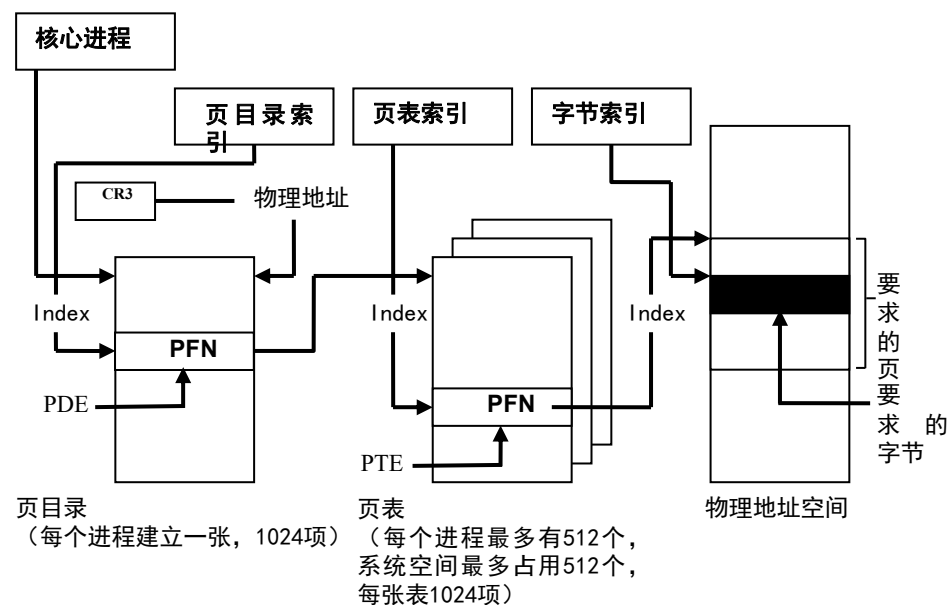 核心进程
页目录索
引
页表索引
字节索引
CR3
物理地址
Index
Index
Index
PFN
PFN
PDE
PTE
要
求
的
页
要
求 的
字节
页目录
（每个进程建立一张，1024项）
页表
（每个进程最多有512个，
系统空间最多占用512个，
每张表1024项）
物理地址空间